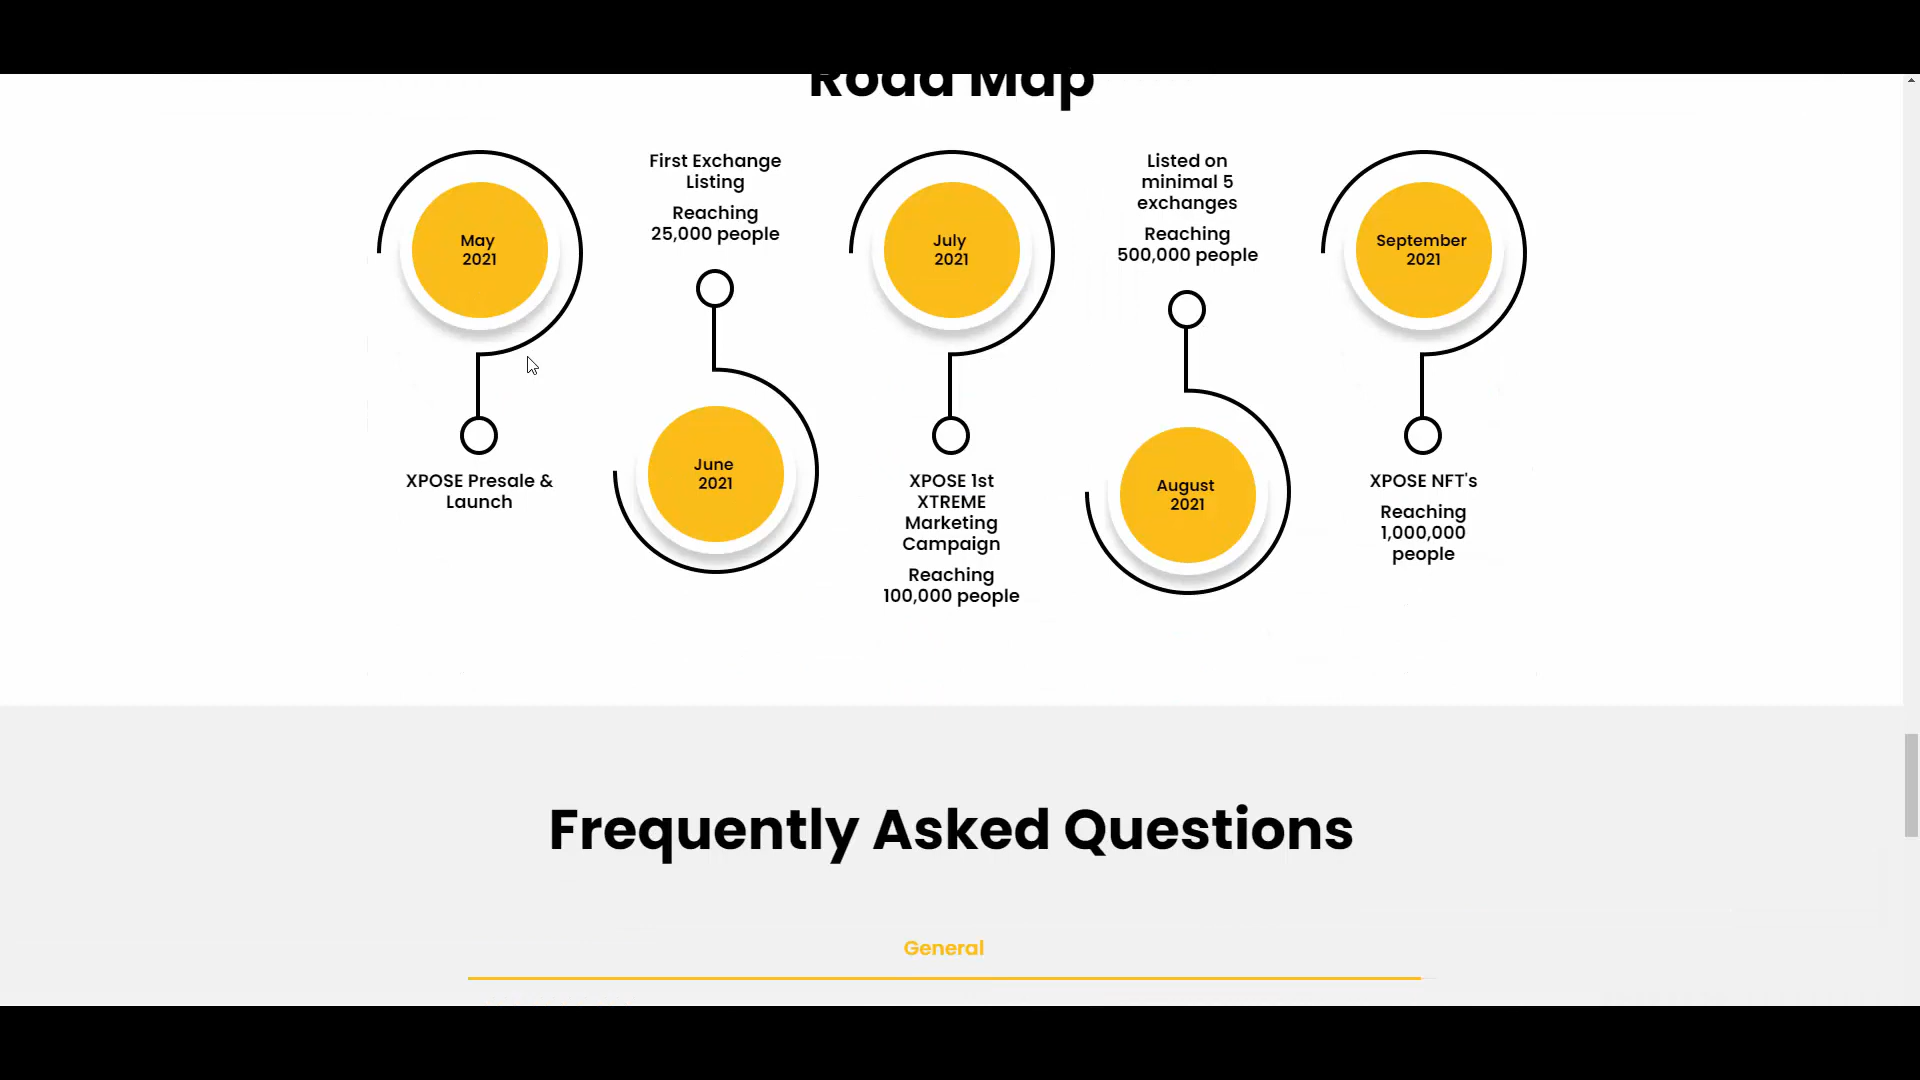 Road Map
May
2021
XPOSE Presale &
Launch
First Exchange
Listing
Reaching
25,000 people
June
2021
July
2021
XPOSE 1st
XTREME
Marketing
Campaign
Reaching
100,000 people
Listed on
minimal 5
exchanges
Reaching
500,000 people
August
2021
September
2021
XPOSE NFT's
Reaching
1,000,000
people
Frequently Asked Questions
General